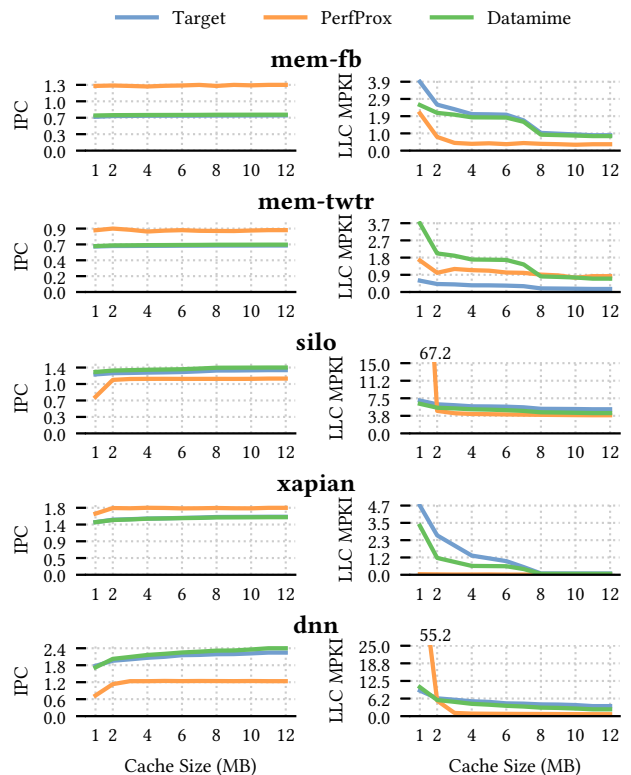 Target PerfProx Datamime
mem-fb
IPC
1.3
1.0
0.7
0.3
0.0
1 2 4 6 8 10 12
LLC MPKI
3.9
2.9
1.9
1.0
0.0
1 2 4 6 8 10 12
mem-twtr
IPC
0.9
0.7
0.4
0.2
0.0
1 2 4 6 8 10 12
LLC MPKI
3.7
2.7
1.8
0.9
0.0
1 2 4 6 8 10 12
silo
IPC
1.4
1.0
0.7
0.3
0.0
1 2 4 6 8 10 12
LLC MPKI
67.2
15.0
11.2
7.5
3.8
0.0
1 2 4 6 8 10 12
xapian
IPC
1.8
1.4
0.9
0.5
0.0
1 2 4 6 8 10 12
LLC MPKI
4.7
3.5
2.3
1.2
0.0
1 2 4 6 8 10 12
dnn
IPC
2.4
1.8
1.2
0.6
0.0
1 2 4 6 8 10 12
Cache Size (MB)
LLC MPKI
55.2
25.0
18.8
12.5
6.2
0.0
1 2 4 6 8 10 12
Cache Size (MB)